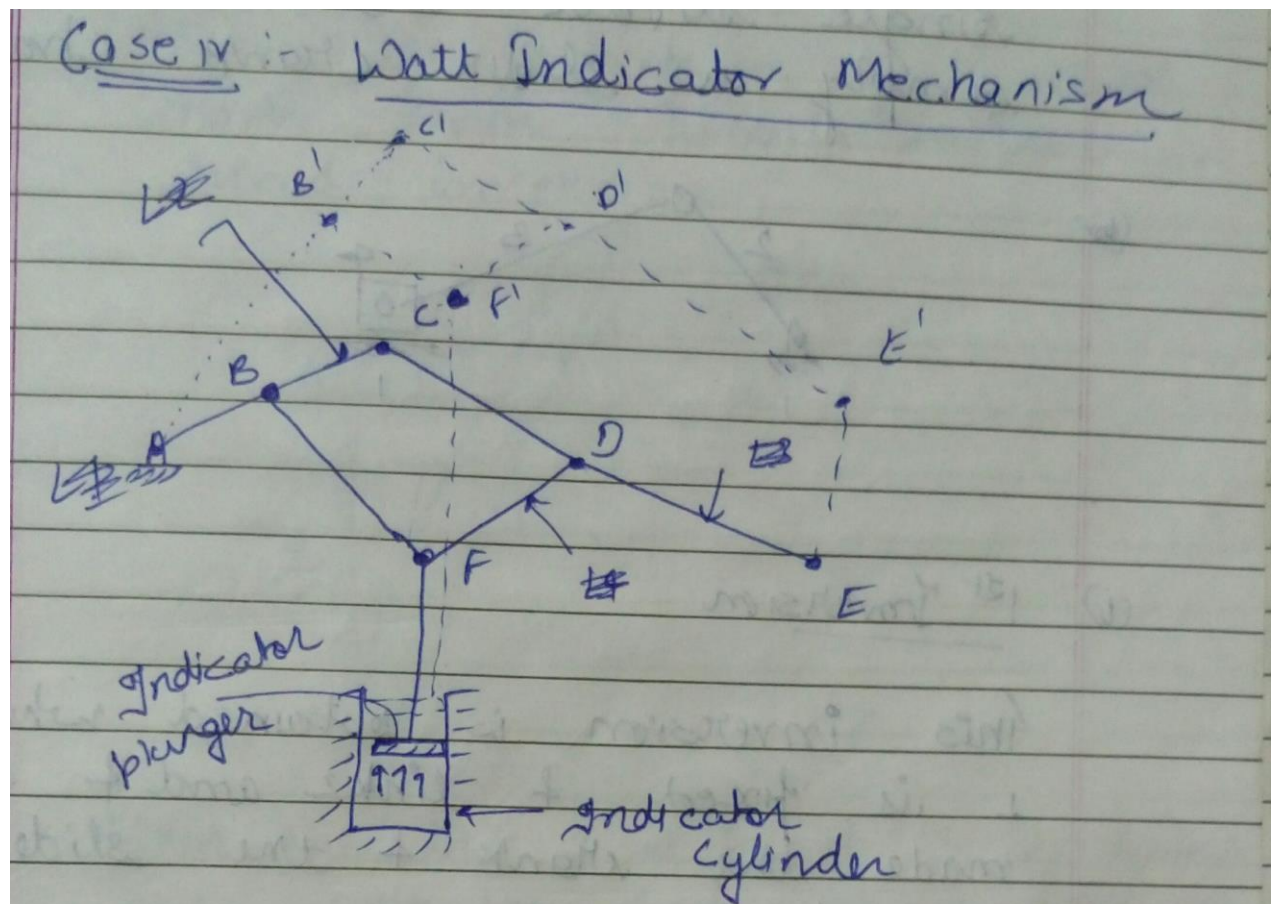 Case IV :- Watt Indicator Mechanism
C'
B'
D'
C F'
E'
B
A
D
F
E
Indicator
plunger
Indicator
Cylinder